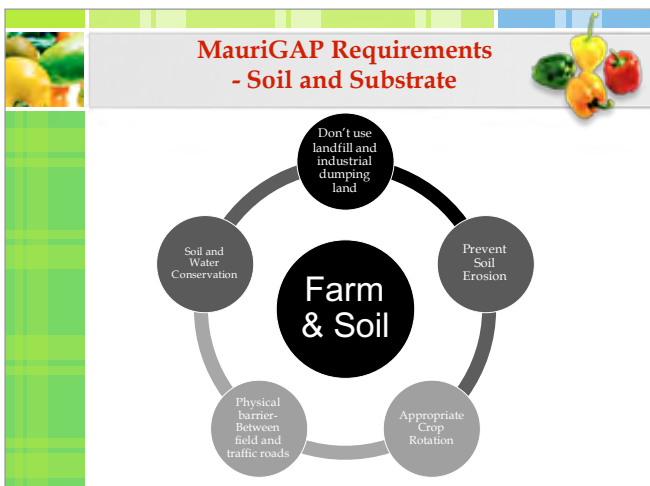 MauriGAP Requirements
- Soil and Substrate
Don't use
landfill and
industrial
dumping
land
Prevent
Soil
Erosion
Appropriate
Crop
Rotation
Physical
barrier-
Between
field and
traffic roads
Soil and
Water
Conservation
Farm
& Soil